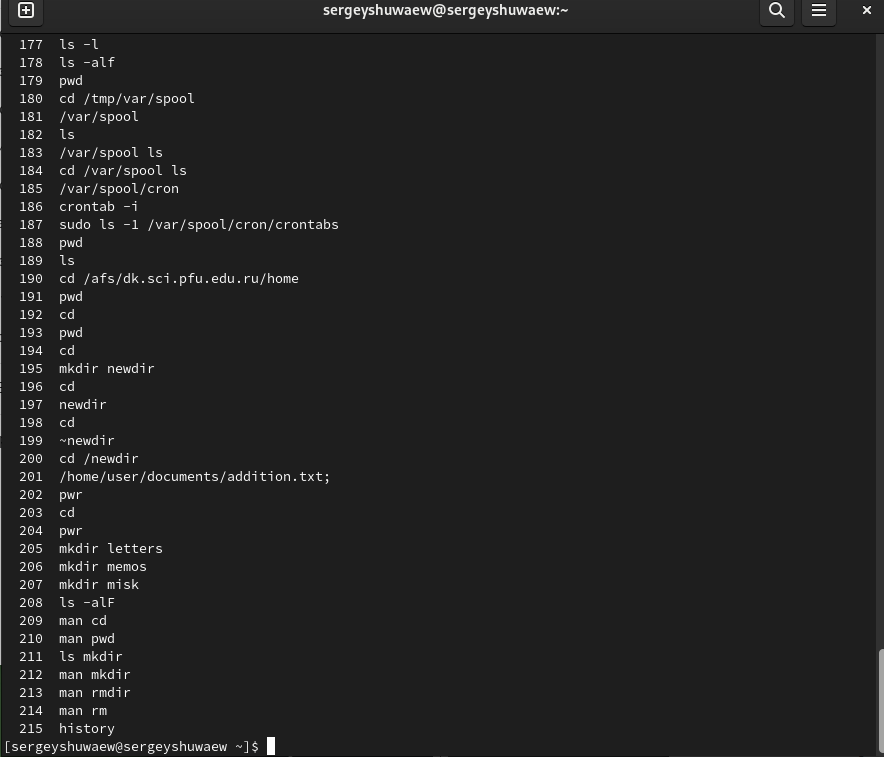 sergeyshuwaew@sergeyshuwaew:~
177 ls -l
178 ls -alf
179 pwd
180 cd /tmp/var/spool
181 /var/spool
182 ls
183 /var/spool ls
184 cd /var/spool ls
185 /var/spool/cron
186 crontab -i
187 sudo ls -1 /var/spool/cron/crontabs
188 pwd
189 ls
190 cd /afs/dk.sci.pfu.edu.ru/home
191 pwd
192 cd
193 pwd
194 cd
195 mkdir newdir
196 cd
197 newdir
198 cd
199 ~newdir
200 cd /newdir
201 /home/user/documents/addition.txt;
202 pwr
203 cd
204 pwr
205 mkdir letters
206 mkdir memos
207 mkdir misk
208 ls -alF
209 man cd
210 man pwd
211 ls mkdir
212 man mkdir
213 man rmdir
214 man rm
215 history
[sergeyshuwaew@sergeyshuwaew ~]$